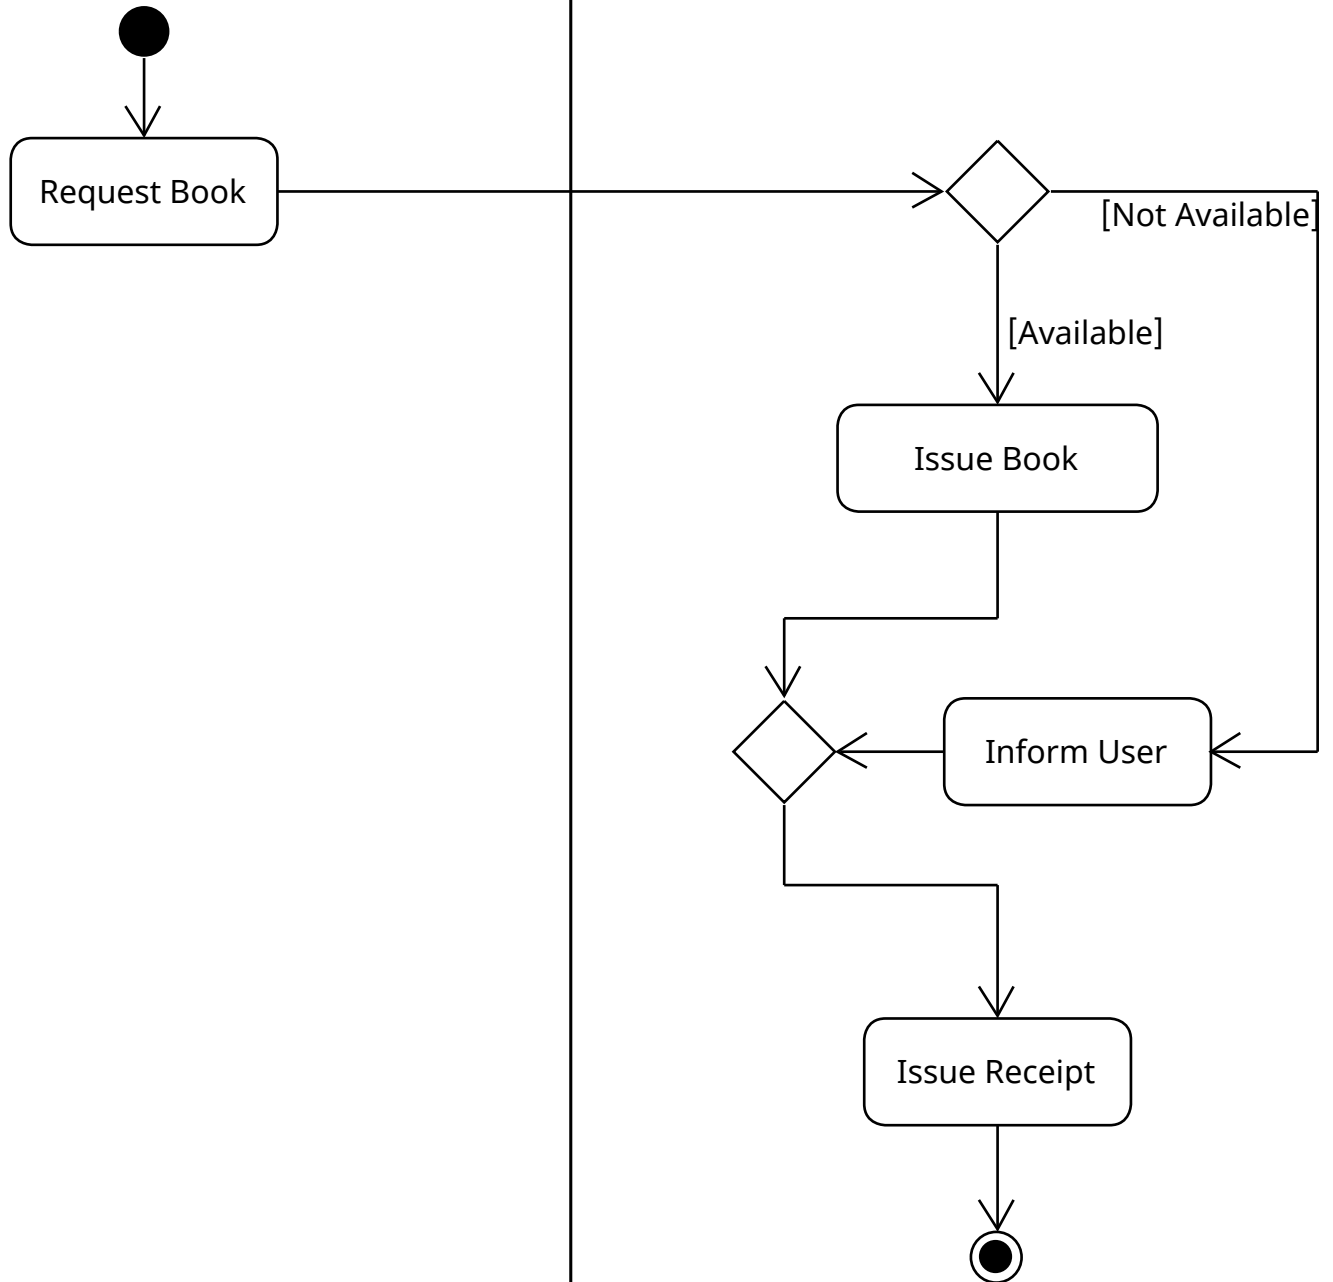 Request Book
[Not Available]
[Available]
Issue Book
Inform User
Issue Receipt